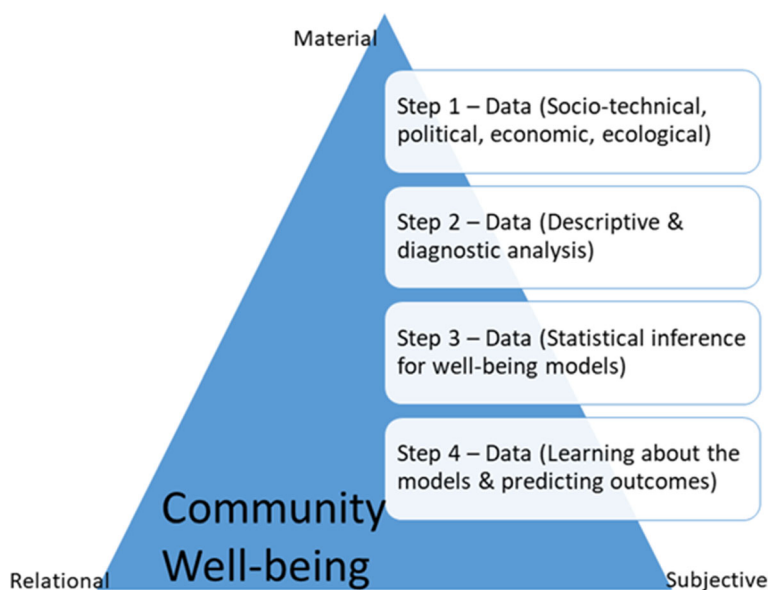 Material
Step 1 – Data (Socio-technical,
political, economic, ecological)
Step 2 – Data (Descriptive &
diagnostic analysis)
Step 3 – Data (Statistical inference
for well-being models)
Step 4 – Data (Learning about the
models & predicting outcomes)
Community
Well-being
Relational
Subjective